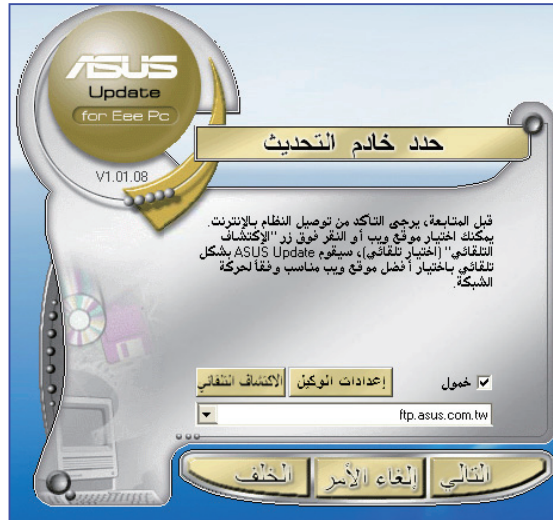 ASUS
Update
for Eee Pc
V1.01.08
حدد خادم التحديث
قبل المتابعة، يرجى التأكد من توصيل النظام بالإنترنت.
يمكنك اختيار موقع ويب أو النقر فوق زر "الإكتشاف
التلقائي" (اختيار تلقائي)، سيقوم ASUS Update بشكل
تلقائي باختيار أفضل موقع ويب مناسب وفقاً لحركة
الشبكة.
خمول
إعدادات الوكيل
الاكتشاف التلقائي
ftp.asus.com.tw
التالي
إلغاء الأمر
الخلف